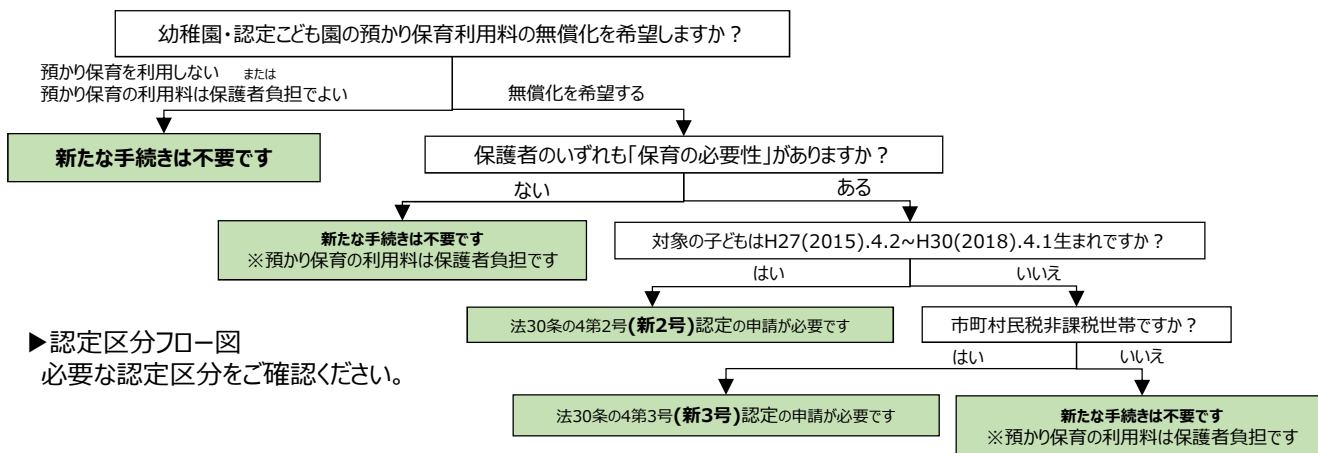 幼稚園・認定こども園の預かり保育利用料の無償化を希望しますか？
預かり保育を利用しない または
預かり保育の利用料は保護者負担でよい
無償化を希望する
新たな手続きは不要です
保護者のいずれも「保育の必要性」がありますか？
ない
ある
新たな手続きは不要です
※預かり保育の利用料は保護者負担です
対象の子どもはH27(2015).4.2~H30(2018).4.1生まれですか？
はい
いいえ
法30条の4第2号(新2号)認定の申請が必要です
市町村民税非課税世帯ですか？
▶認定区分フロー図
必要な認定区分をご確認ください。
はい
いいえ
法30条の4第3号(新3号)認定の申請が必要です
新たな手続きは不要です
※預かり保育の利用料は保護者負担です